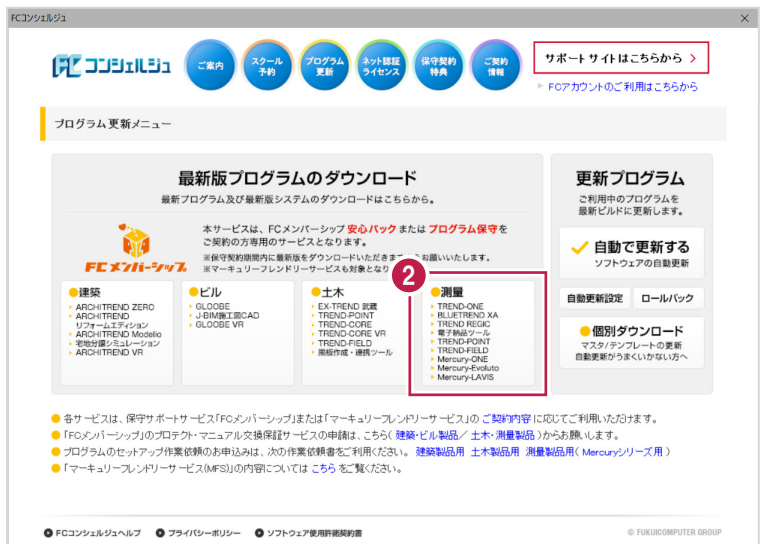 FCコンシェルジュ
FC コンシェルジュ
ご案内
スクール
予約
プログラム
更新
ネット認証
ライセンス
保守契約
特典
ご契約
情報
サポートサイトはこちらから >
FCアカウントのご利用はこちらから
プログラム更新メニュー
最新版プログラムのダウンロード
最新プログラム及び最新版システムのダウンロードはこちらから。
FCメンバーシップ
本サービスは、FCメンバーシップ 安心パック または プログラム保守を
ご契約の方専用のサービスとなります。
※保守契約期間内に最新版をダウンロードいただきま お願いいたします。
※マーキュリーフレンドリーサービスも対象となり
2
●建築
ARCHITREND ZERO
ARCHITREND
リフォームエディション
ARCHITREND Modelio
宅地分譲シミュレーション
ARCHITREND VR
●ビル
GLOOBE
J-BIM施工図CAD
GLOOBE VR
●土木
EX-TREND 武蔵
TREND-POINT
TREND-CORE
TREND-CORE VR
TREND-FIELD
黒板作成・連携ツール
●測量
TREND-ONE
BLUETREND XA
TREND REGIC
電子納品ツール
TREND-POINT
TREND-FIELD
Mercury-ONE
Mercury-Evoluto
Mercury-LAVIS
更新プログラム
ご利用中のプログラムを
最新ビルドに更新します。
自動で更新する
ソフトウェアの自動更新
自動更新設定
ロールバック
●個別ダウンロード
マスタ/テンプレートの更新
自動更新がうまくいかない方へ
● 各サービスは、保守サポートサービス「FCメンバーシップ」または「マーキュリーフレンドリーサービス」の ご契約内容 に応じてご利用いただけます。
● 「FCメンバーシップ」のプロテクト・マニュアル交換保証サービスの申請は、こちら( 建築・ビル製品／ 土木・測量製品 )からお願いします。
● プログラムのセットアップ作業依頼のお申込みは、次の作業依頼書をご利用ください。 建築製品用 土木製品用 測量製品用( Mercuryシリーズ用 )
● 「マーキュリーフレンドリーサービス(MFS)」の内容については こちら をご覧ください。
FCコンシェルジュヘルプ
プライバシーポリシー
ソフトウェア使用許諾契約書
© FUKUICOMPUTER GROUP